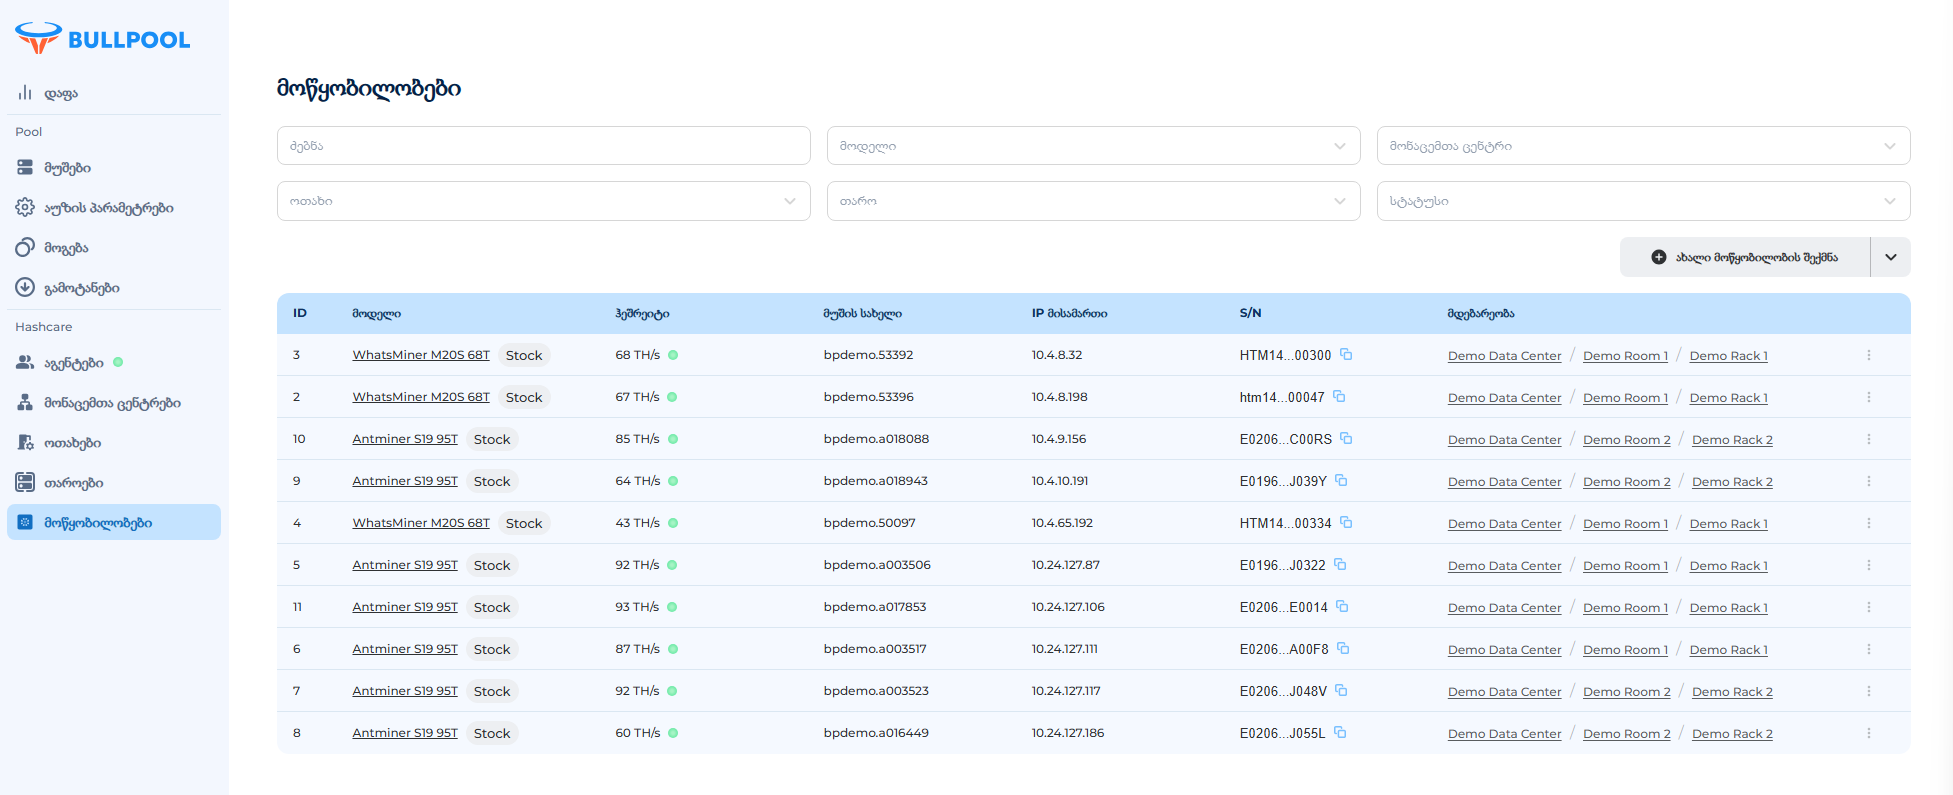 BULLPOOL
დაფა
Pool
მუშები
აუზის პარამეტრები
მოგება
გამოტანები
Hashcare
აგენტები
მონაცემთა ცენტრები
ოთახები
თაროები
მოწყობილობები
მოწყობილობები
ძებნა მოდელი მონაცემთა ცენტრი
ოთახი თარო სტატუსი
ახალი მოწყობილობის შექმნა
ID მოდელი ჰეშრეიტი მუშის სახელი IP მისამართი S/N მდებარეობა
3 WhatsMiner M20S 68T Stock 68 TH/s bpdemo.53392 10.4.8.32 HTM14...00300 Demo Data Center / Demo Room 1 / Demo Rack 1
2 WhatsMiner M20S 68T Stock 67 TH/s bpdemo.53396 10.4.8.198 htm14...00047 Demo Data Center / Demo Room 1 / Demo Rack 1
10 Antminer S19 95T Stock 85 TH/s bpdemo.a018088 10.4.9.156 E0206...C00RS Demo Data Center / Demo Room 2 / Demo Rack 2
9 Antminer S19 95T Stock 64 TH/s bpdemo.a018943 10.4.10.191 E0196...J039Y Demo Data Center / Demo Room 2 / Demo Rack 2
4 WhatsMiner M20S 68T Stock 43 TH/s bpdemo.50097 10.4.65.192 HTM14...00334 Demo Data Center / Demo Room 1 / Demo Rack 1
5 Antminer S19 95T Stock 92 TH/s bpdemo.a003506 10.24.127.87 E0196...J0322 Demo Data Center / Demo Room 1 / Demo Rack 1
11 Antminer S19 95T Stock 93 TH/s bpdemo.a017853 10.24.127.106 E0206...E0014 Demo Data Center / Demo Room 1 / Demo Rack 1
6 Antminer S19 95T Stock 87 TH/s bpdemo.a003517 10.24.127.111 E0206...A00F8 Demo Data Center / Demo Room 1 / Demo Rack 1
7 Antminer S19 95T Stock 92 TH/s bpdemo.a003523 10.24.127.117 E0206...J048V Demo Data Center / Demo Room 2 / Demo Rack 2
8 Antminer S19 95T Stock 60 TH/s bpdemo.a016449 10.24.127.186 E0206...J055L Demo Data Center / Demo Room 2 / Demo Rack 2